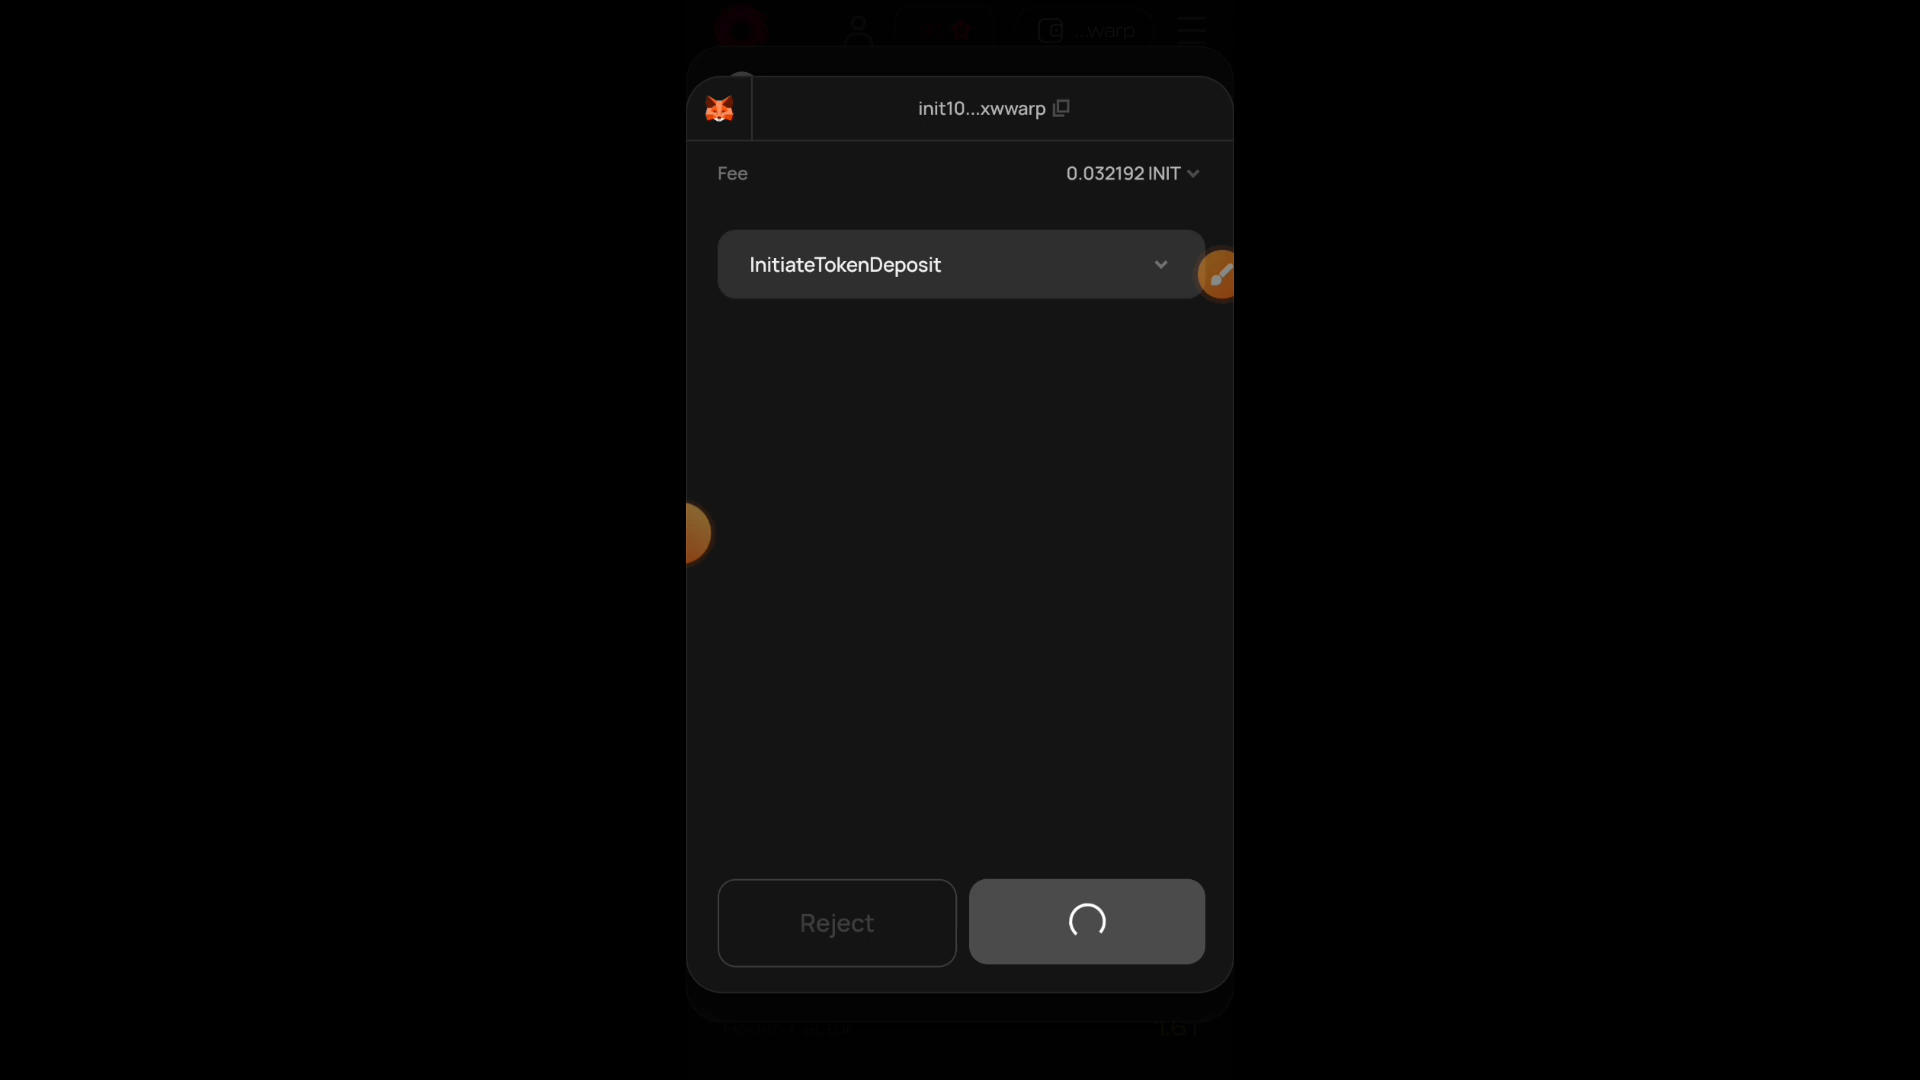 ...warp
init10...xwwarp
Fee
0.032192 INIT
InitiateTokenDeposit
Reject